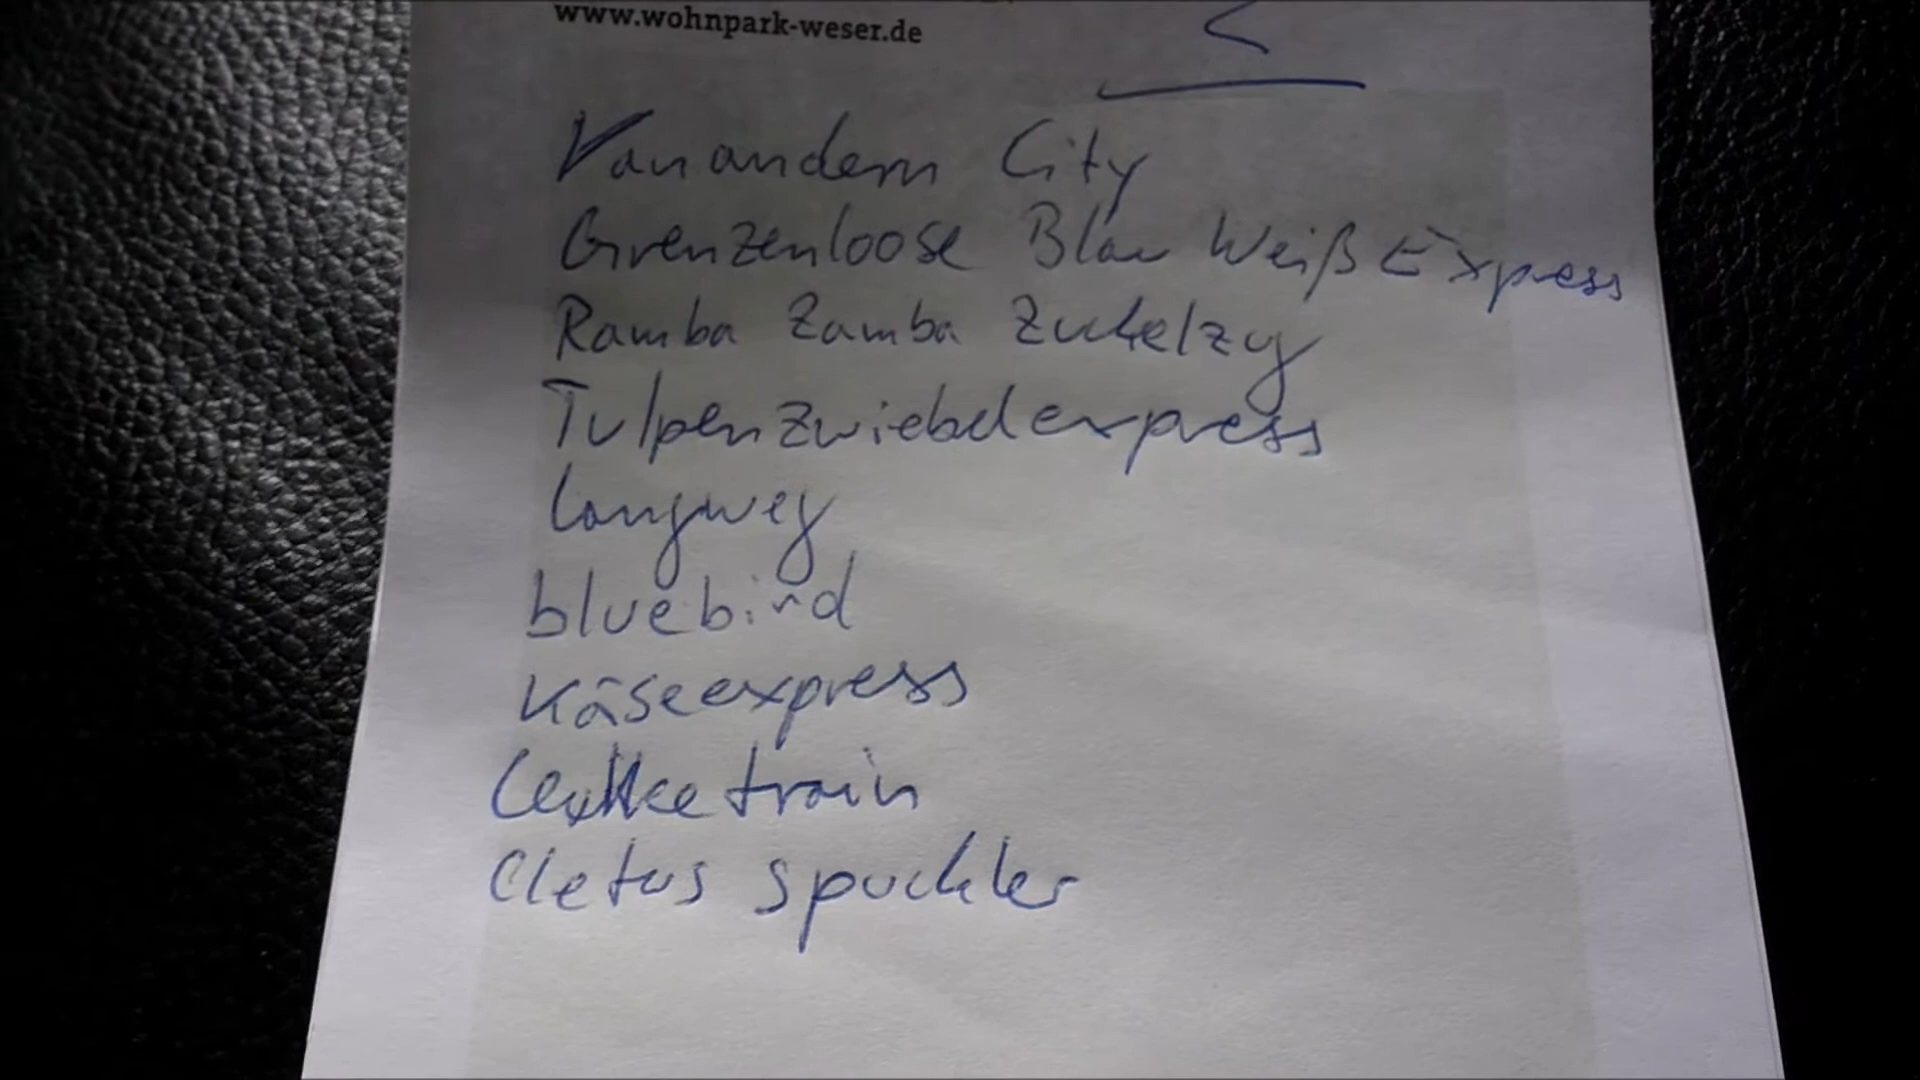 www.wohnpark-weser.de
Vanandern City
Grenzenloose Blau Weiß Express
Ramba Zamba Zuckelzug
Tulpenzwiebelexpress
Langweg
bluebird
Käseexpress
train
Cletus spuckler